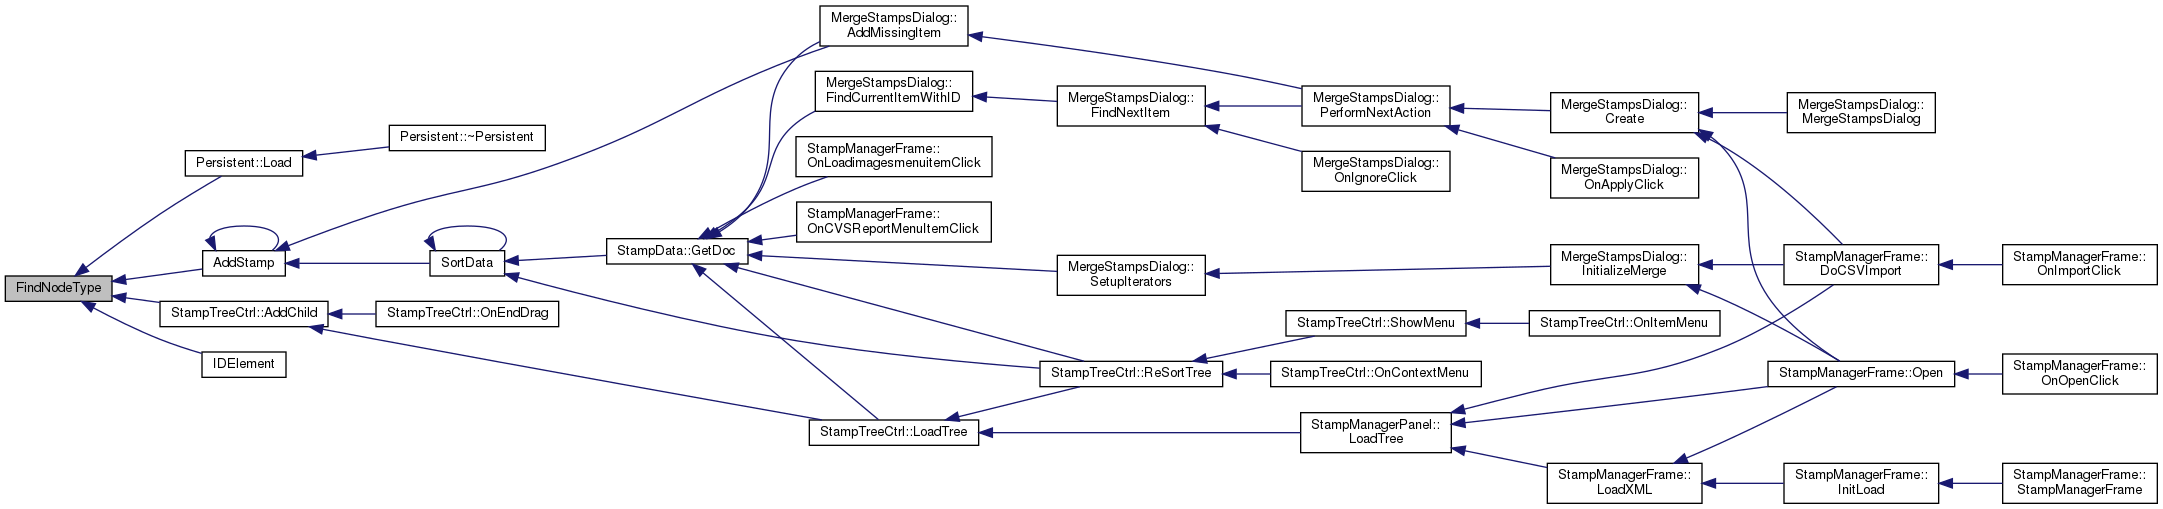 MergeStampsDialog::
AddMissingItem
MergeStampsDialog::
FindCurrentItemWithID
MergeStampsDialog::
FindNextItem
MergeStampsDialog::
PerformNextAction
MergeStampsDialog::
Create
MergeStampsDialog::
MergeStampsDialog
Persistent::~Persistent
Persistent::Load
StampManagerFrame::
OnLoadimagesmenuitemClick
MergeStampsDialog::
OnIgnoreClick
MergeStampsDialog::
OnApplyClick
StampManagerFrame::
OnCVSReportMenuItemClick
AddStamp
SortData
StampData::GetDoc
MergeStampsDialog::
SetupIterators
MergeStampsDialog::
InitializeMerge
StampManagerFrame::
DoCSVImport
StampManagerFrame::
OnImportClick
FindNodeType
StampTreeCtrl::AddChild
StampTreeCtrl::OnEndDrag
StampTreeCtrl::ShowMenu
StampTreeCtrl::OnItemMenu
IDElement
StampTreeCtrl::ReSortTree
StampTreeCtrl::OnContextMenu
StampManagerFrame::Open
StampManagerFrame::
OnOpenClick
StampTreeCtrl::LoadTree
StampManagerPanel::
LoadTree
StampManagerFrame::
LoadXML
StampManagerFrame::
InitLoad
StampManagerFrame::
StampManagerFrame